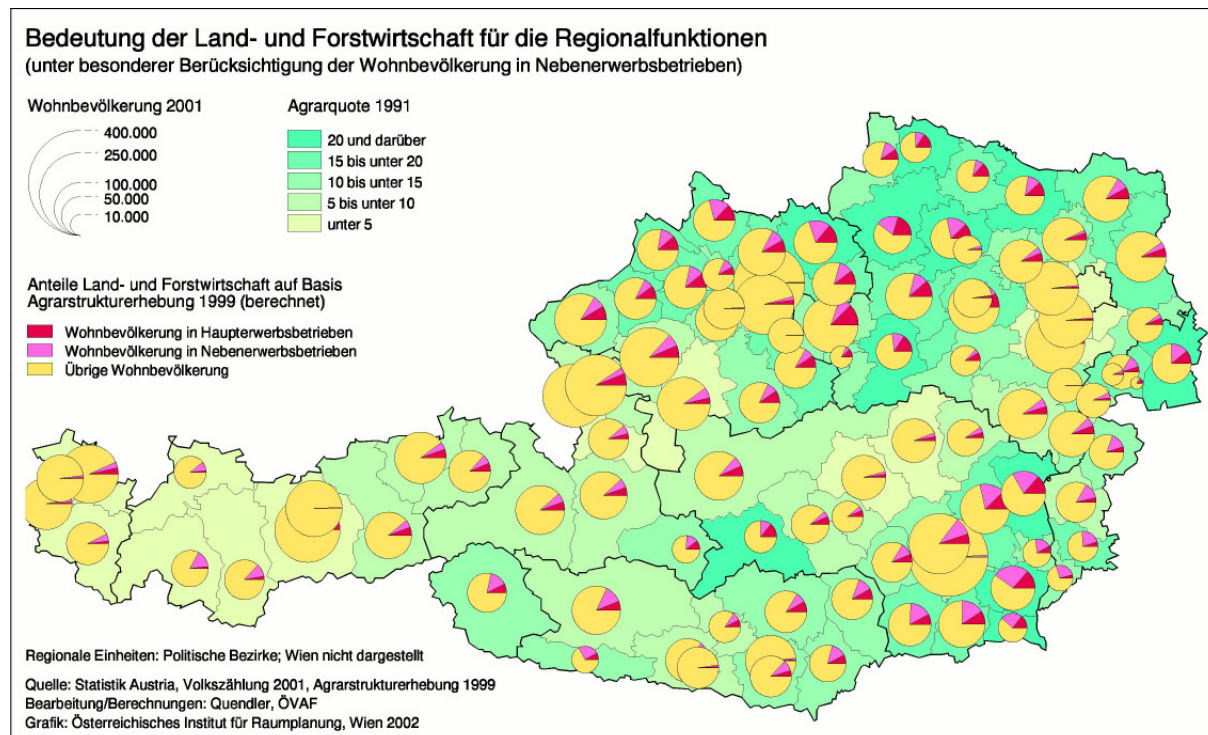 Bedeutung der Land- und Forstwirtschaft für die Regionalfunktionen
(unter besonderer Berücksichtigung der Wohnbevölkerung in Nebenerwerbsbetrieben)
Wohnbevölkerung 2001
400.000
250.000
100.000
50.000
10.000
Agrarquote 1991
20 und darüber
15 bis unter 20
10 bis unter 15
5 bis unter 10
unter 5
Anteile Land- und Forstwirtschaft auf Basis
Agrarstrukturerhebung 1999 (berechnet)
Wohnbevölkerung in Haupterwerbsbetrieben
Wohnbevölkerung in Nebenerwerbsbetrieben
Übrige Wohnbevölkerung
Regionale Einheiten: Politische Bezirke; Wien nicht dargestellt
Quelle: Statistik Austria, Volkszählung 2001, Agrarstrukturerhebung 1999
Bearbeitung/Berechnungen: Quendler, ÖVAF
Grafik: Österreichisches Institut für Raumplanung, Wien 2002